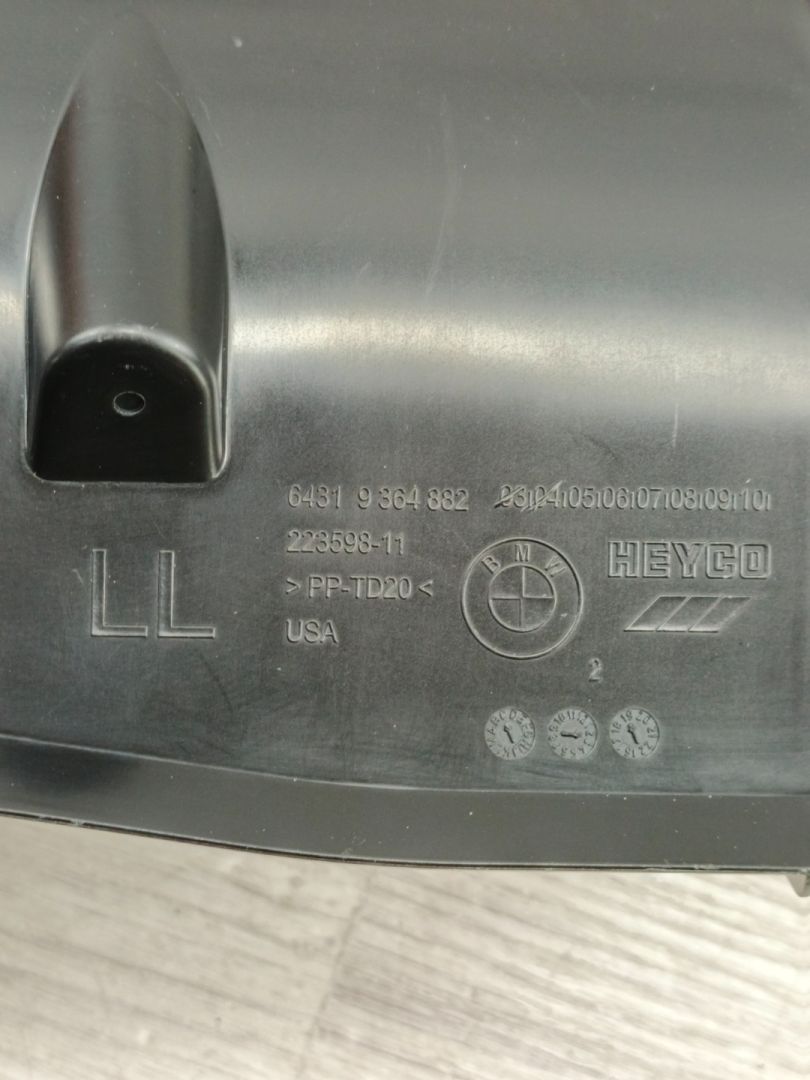 6431 9 364 882 03|04|05|06|07|08|09|10|
223598-11
> PP-TD20 <
USA
LL
BMW
HEYCO
2